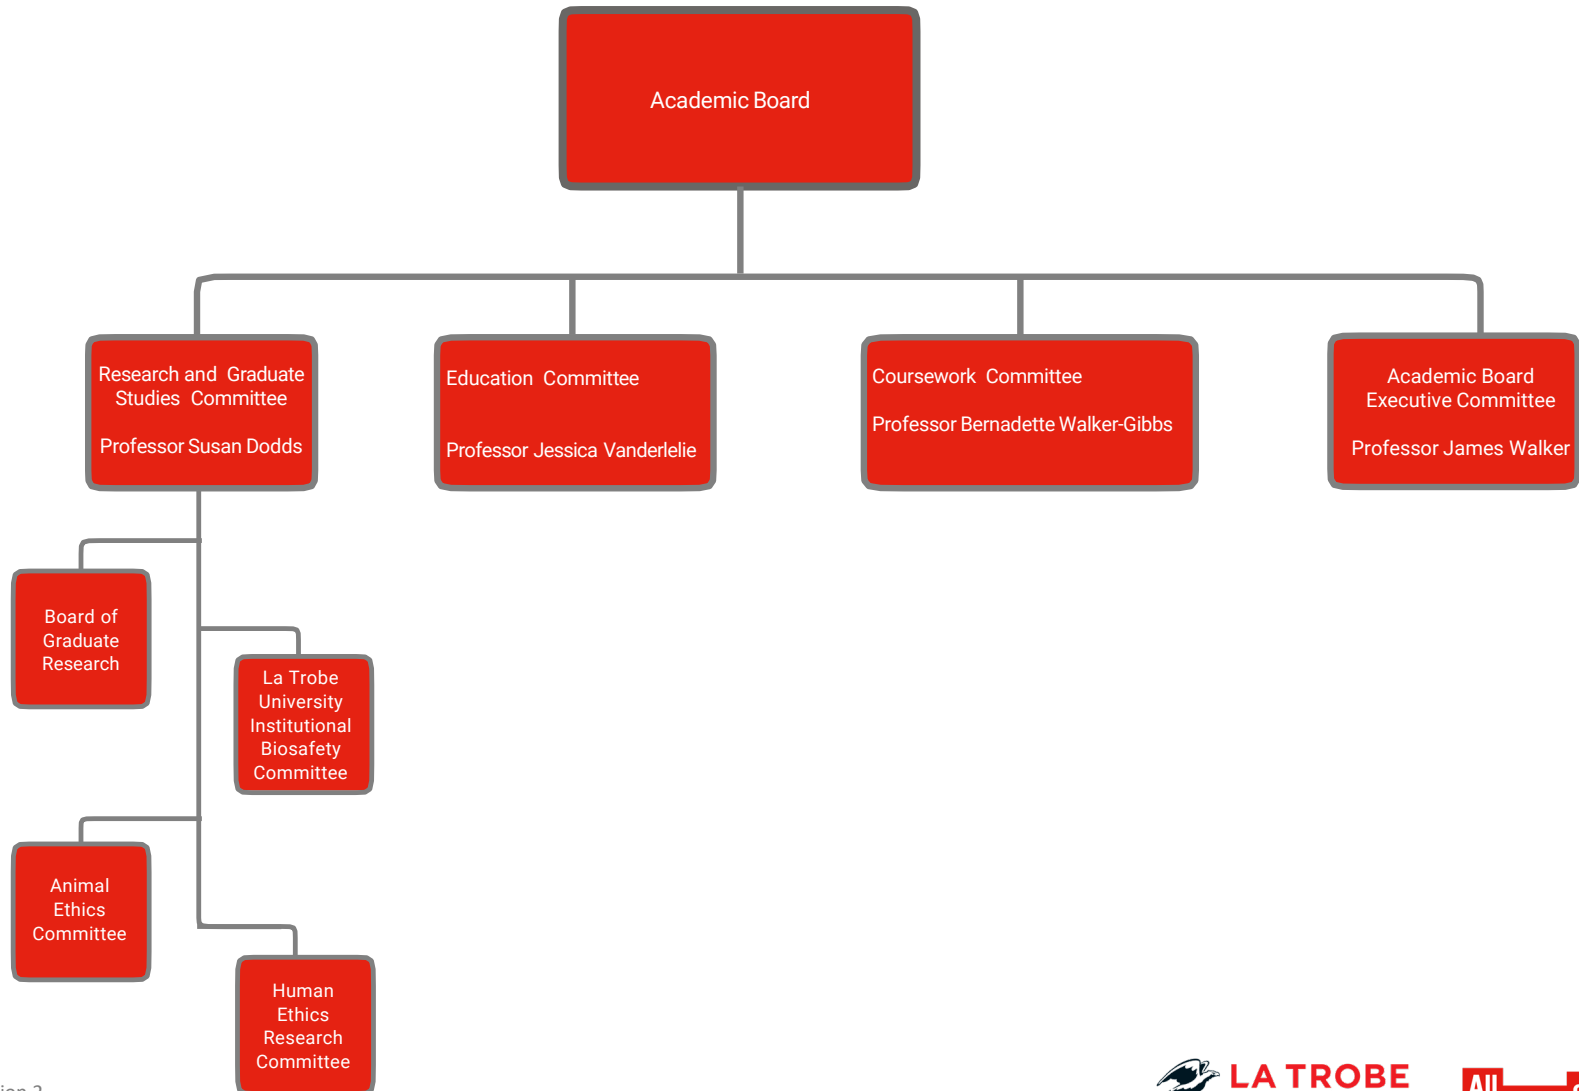 Academic Board
Research and Graduate
Studies Committee
Professor Susan Dodds
Education Committee
Professor Jessica Vanderlelie
Coursework Committee
Professor Bernadette Walker-Gibbs
Academic Board
Executive Committee
Professor James Walker
Board of
Graduate
Research
La Trobe
University
Institutional
Biosafety
Committee
Animal
Ethics
Committee
Human
Ethics
Research
Committee
LA TROBE
All